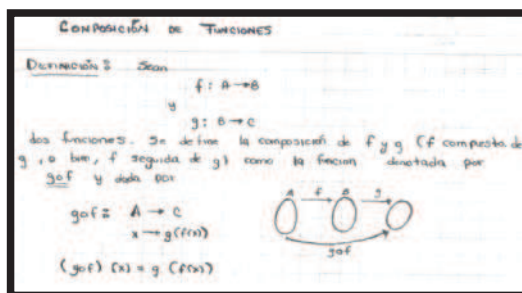 COMPOSICIÓN DE FUNCIONES
DEFINICIÓN: Sean
f: A→B
y
g: B→C
dos funciones. Se define la composición de f y g (f compuesta de
g, o bien, f seguida de g) como la función denotada por
gof y dada por
A f B g
gof: A → C
x → g(f(x))
gof
(gof) (x) = g (f(x))